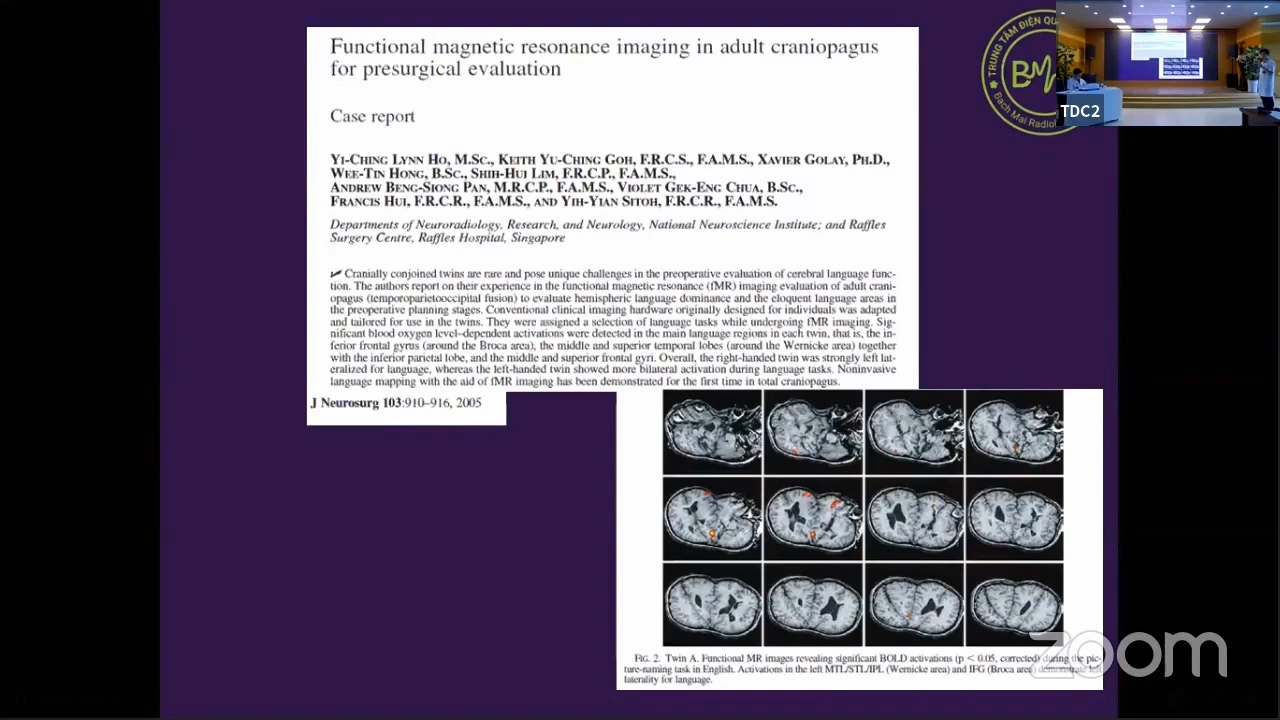 Functional magnetic resonance imaging in adult craniopagus
for presurgical evaluation
Case report
YI-CHING LYNN HO, M.SC., KEITH YU-CHING GOH, F.R.C.S., F.A.M.S., XAVIER GOLAY, PH.D.,
WEE-TIN HONG, B.SC., SHIH-HUI LIM, F.R.C.P., F.A.M.S.,
ANDREW BENG-SIONG PAN, M.R.C.P., F.A.M.S., VIOLET GEK-ENG CHUA, B.SC.,
FRANCIS HUI, F.R.C.R., F.A.M.S., AND YIH-YIAN SITOH, F.R.C.R., F.A.M.S.
Departments of Neuroradiology, Research, and Neurology, National Neuroscience Institute; and Raffles
Surgery Centre, Raffles Hospital, Singapore
✔ Cranially conjoined twins are rare and pose unique challenges in the preoperative evaluation of cerebral language func-
tion. The authors report on their experience in the functional magnetic resonance (fMR) imaging evaluation of adult crani-
opagus (temporoparietooccipital fusion) to evaluate hemispheric language dominance and the eloquent language areas in
the preoperative planning stages. Conventional clinical imaging hardware originally designed for individuals was adapted
and tailored for use in the twins. They were assigned a selection of language tasks while undergoing fMR imaging. Sig-
nificant blood oxygen level–dependent activations were detected in the main language regions in each twin, that is, the in-
ferior frontal gyrus (around the Broca area), the middle and superior temporal lobes (around the Wernicke area) together
with the inferior parietal lobe, and the middle and superior frontal gyri. Overall, the right-handed twin was strongly left lat-
eralized for language, whereas the left-handed twin showed more bilateral activation during language tasks. Noninvasive
language mapping with the aid of fMR imaging has been demonstrated for the first time in total craniopagus.
J Neurosurg 103:910–916, 2005
FIG. 2. Twin A. Functional MR images revealing significant BOLD activations (p < 0.05, corrected) during the pic-
ture-naming task in English. Activations in the left MTL/STL/IPL (Wernicke area) and IFG (Broca area) demonstrate left
laterality for language.
TRUNG TÂM ĐIỆN QU
BM
Bach Mai Radiol
TDC2
zoom